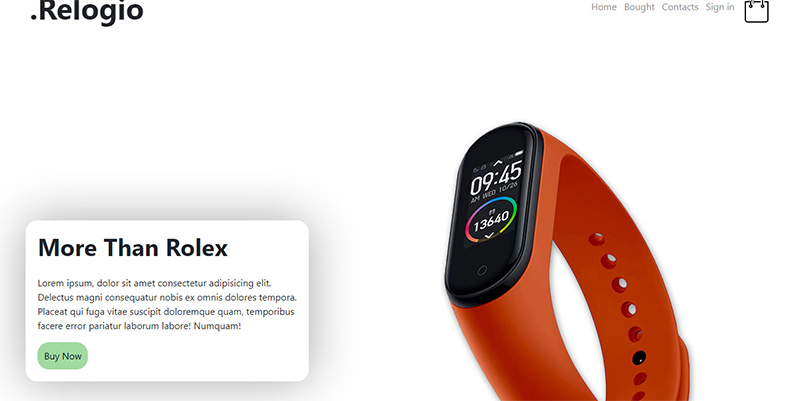 .Relogio
Home Bought Contacts Sign in
More Than Rolex
Lorem ipsum, dolor sit amet consectetur adipisicing elit.
Delectus magni consequatur nobis ex omnis dolores tempora.
Placeat qui fuga vitae suscipit doloremque quam, temporibus
facere error pariatur laborum labore! Numquam!
Buy Now
09:45
AM WED 10/26
13640